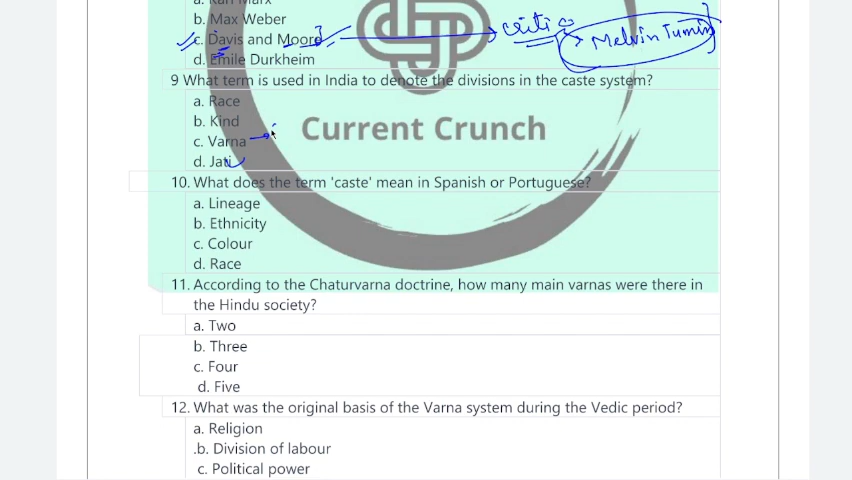 a. Karl Marx
b. Max Weber
c. Davis and Moore
critic
Melvin Tumin
d. Emile Durkheim
9 What term is used in India to denote the divisions in the caste system?
a. Race
b. Kind
c. Varna
d. Jati
Current Crunch
10. What does the term 'caste' mean in Spanish or Portuguese?
a. Lineage
b. Ethnicity
c. Colour
d. Race
11. According to the Chaturvarna doctrine, how many main varnas were there in
the Hindu society?
a. Two
b. Three
c. Four
d. Five
12. What was the original basis of the Varna system during the Vedic period?
a. Religion
.b. Division of labour
c. Political power